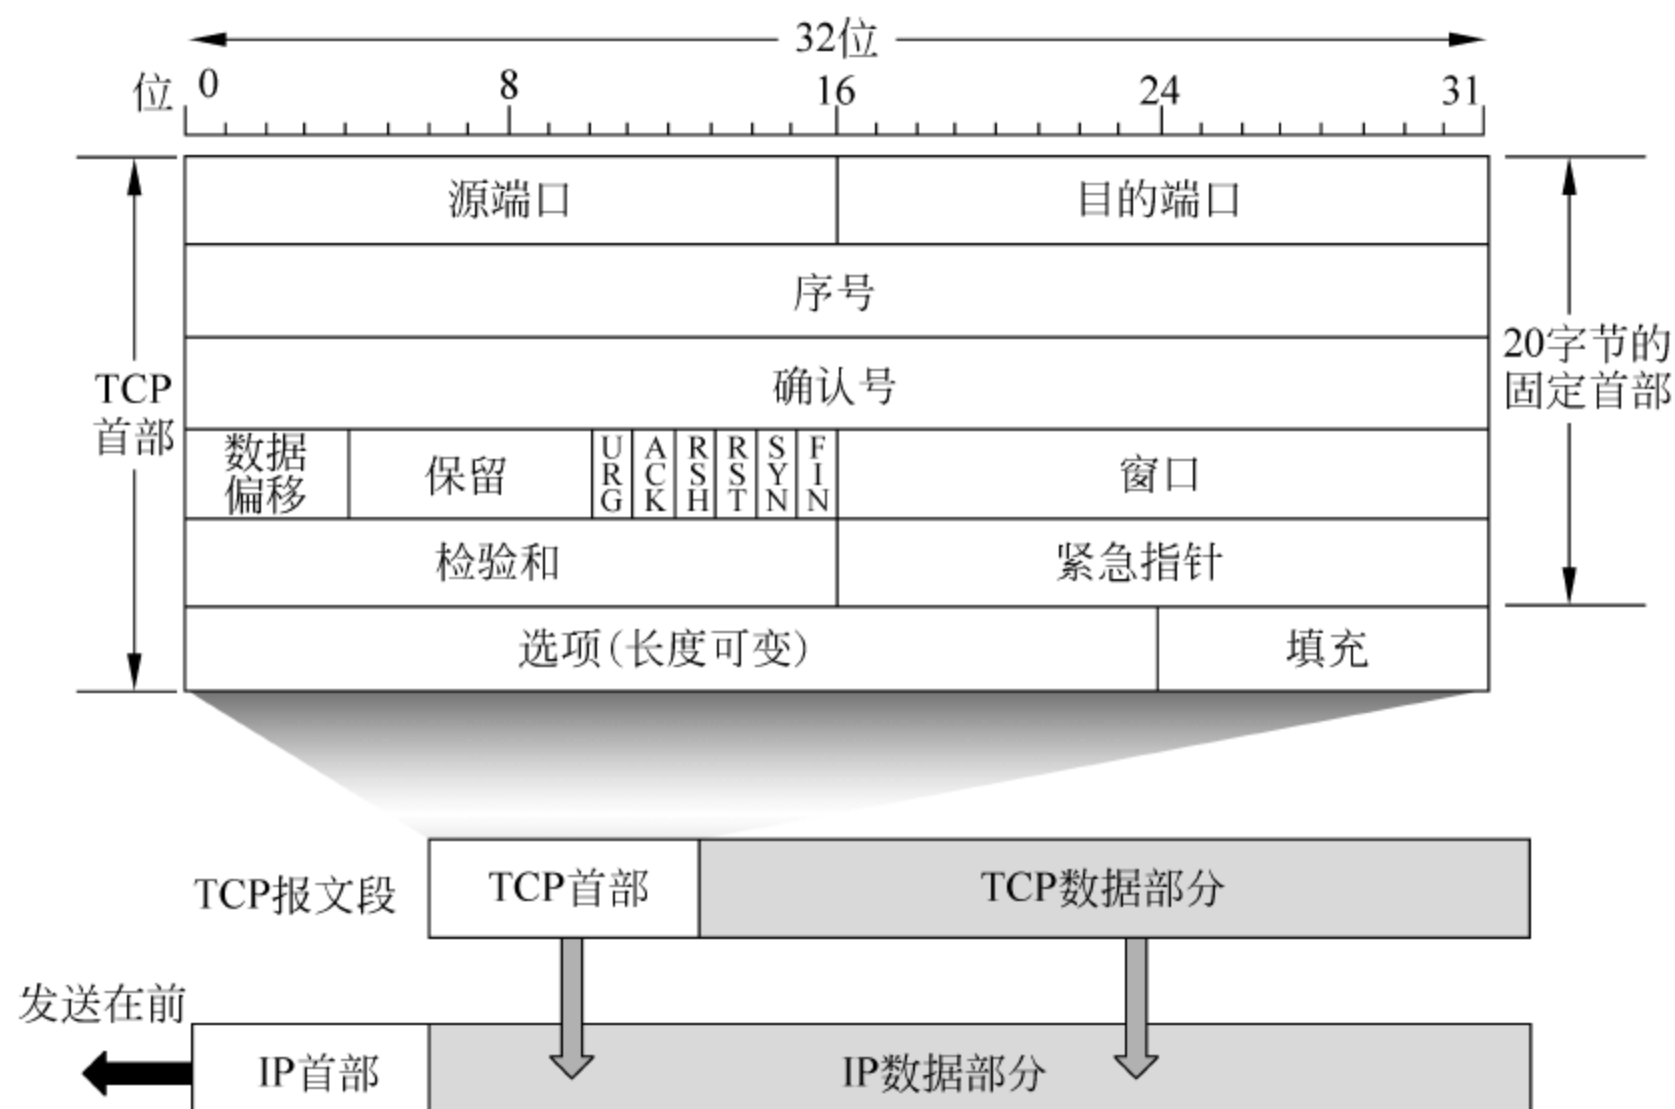 32位
位 0 8 16 24 31
源端口 目的端口
序号
确认号
TCP
首部
20字节的
固定首部
数据
偏移
保留
URG
ACK
RSH
RST
SYN
FIN
窗口
检验和 紧急指针
选项(长度可变) 填充
TCP报文段 TCP首部 TCP数据部分
发送在前
IP首部 IP数据部分